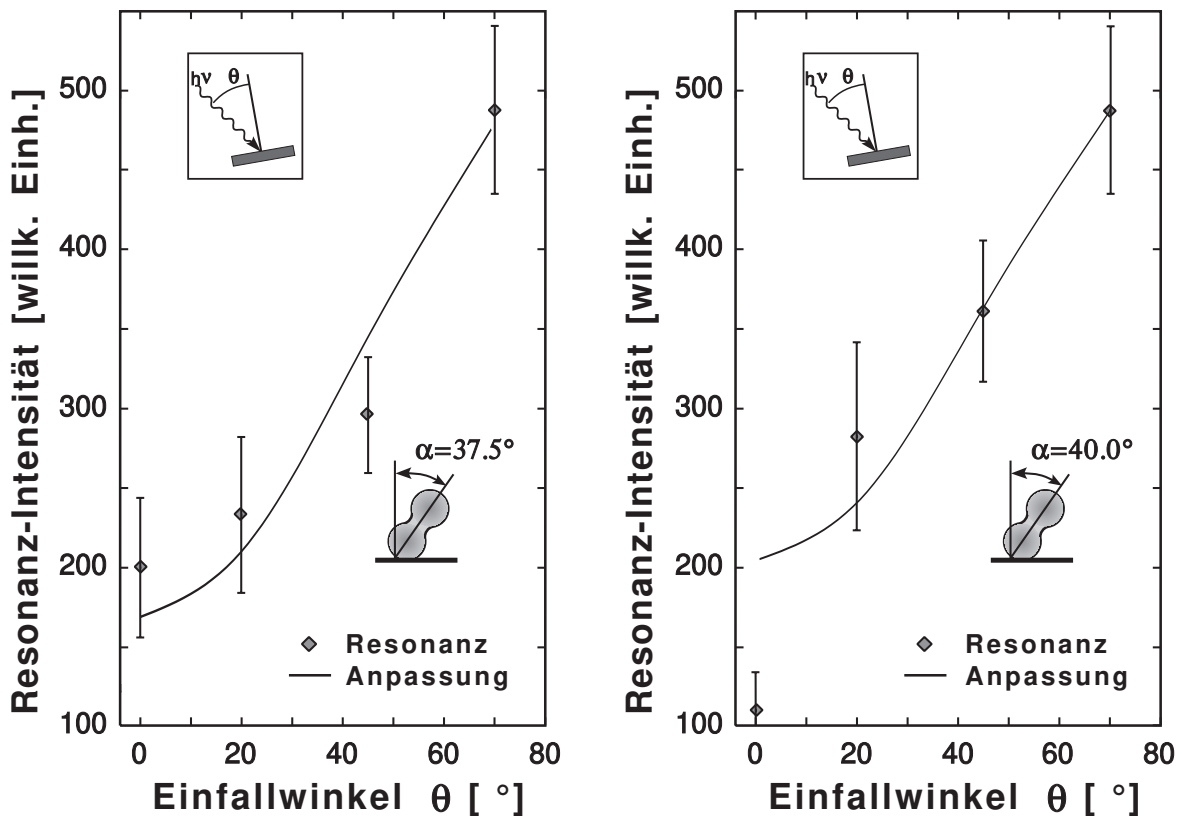 Resonanz-Intensität [willk. Einh.]
500
400
300
200
100
hν θ
α=37.5°
Resonanz
Anpassung
0 20 40 60 80
Einfallwinkel θ [ °]
Resonanz-Intensität [willk. Einh.]
500
400
300
200
100
hν θ
α=40.0°
Resonanz
Anpassung
0 20 40 60 80
Einfallwinkel θ [ °]